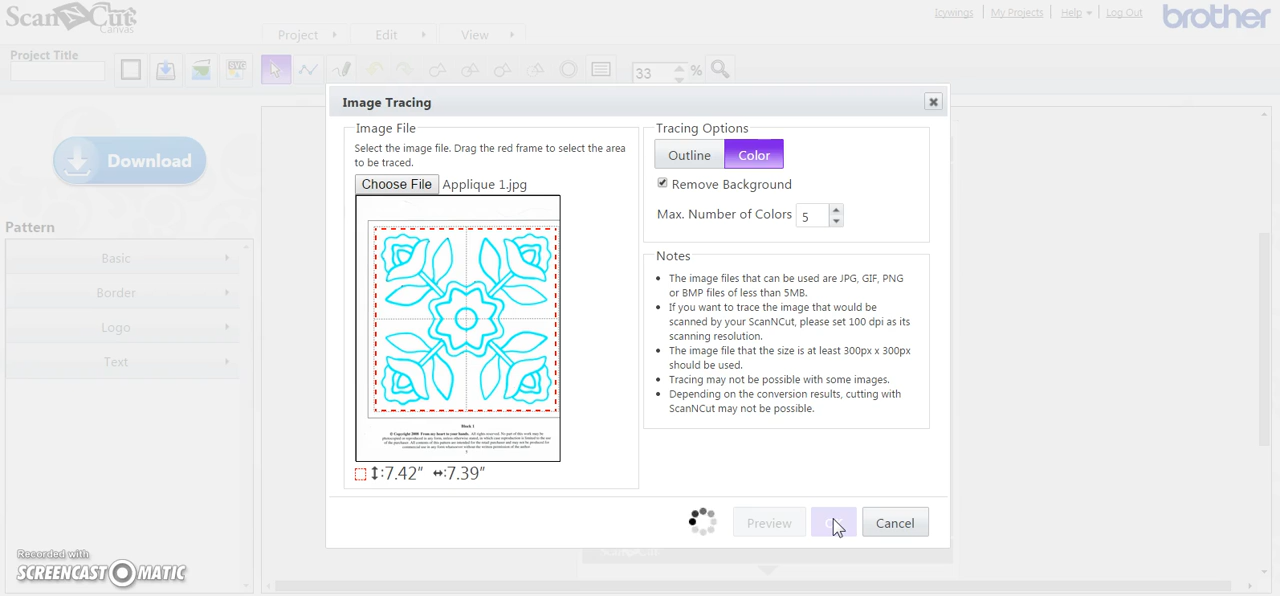 ScanNCut
Canvas
Icywings
My Projects
Help
Log Out
brother
Project
Edit
View
Project Title
SVG
33
%
Download
Pattern
Basic
Border
Logo
Text
Image Tracing
Image File
Select the image file. Drag the red frame to select the area
to be traced.
Choose File Applique 1.jpg
Block 1
:7.42” :7.39”
Tracing Options
Outline
Color
Remove Background
Max. Number of Colors 5
Notes
The image files that can be used are JPG, GIF, PNG
or BMP files of less than 5MB.
If you want to trace the image that would be
scanned by your ScanNCut, please set 100 dpi as its
scanning resolution.
The image file that the size is at least 300px x 300px
should be used.
Tracing may not be possible with some images.
Depending on the conversion results, cutting with
ScanNCut may not be possible.
Preview
Cancel
Recorded with
SCREENCAST-O-MATIC